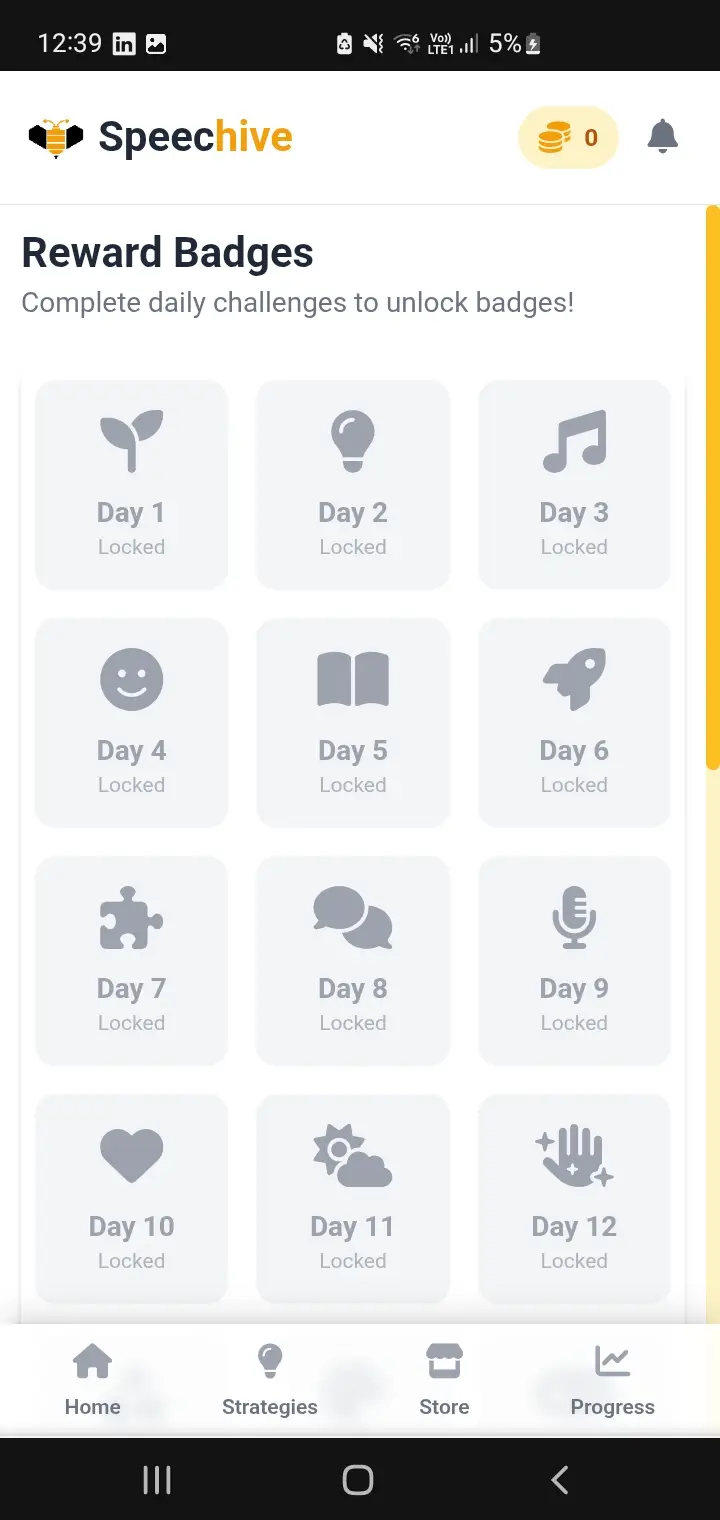 12:39 Vo)) LTE1 5%
Speechive 0
Reward Badges
Complete daily challenges to unlock badges!
Day 1 Day 2 Day 3
Locked Locked Locked
Day 4 Day 5 Day 6
Locked Locked Locked
Day 7 Day 8 Day 9
Locked Locked Locked
Day 10 Day 11 Day 12
Locked Locked Locked
Home Strategies Store Progress